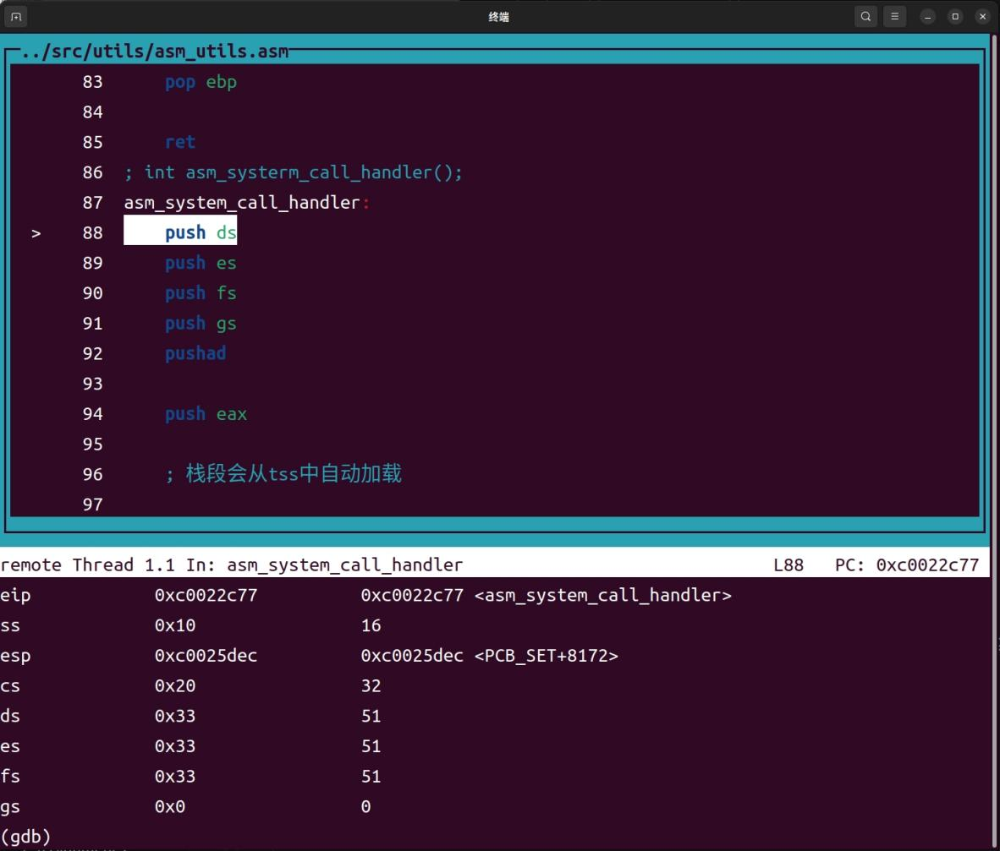 终端
../src/utils/asm_utils.asm
83 pop ebp
84
85 ret
86 ; int asm_systerm_call_handler();
87 asm_system_call_handler:
> 88 push ds
89 push es
90 push fs
91 push gs
92 pushad
93
94 push eax
95
96 ; 栈段会从tss中自动加载
97
remote Thread 1.1 In: asm_system_call_handler L88 PC: 0xc0022c77
eip 0xc0022c77 0xc0022c77 <asm_system_call_handler>
ss 0x10 16
esp 0xc0025dec 0xc0025dec <PCB_SET+8172>
cs 0x20 32
ds 0x33 51
es 0x33 51
fs 0x33 51
gs 0x0 0
(gdb)